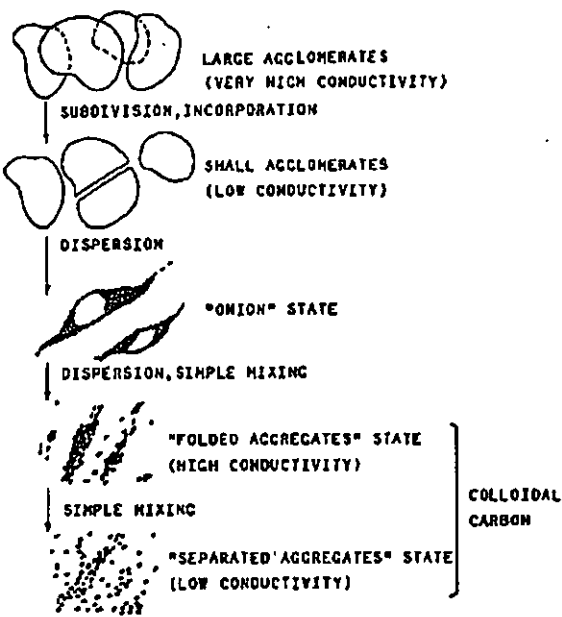 LARGE AGGLOMERATES
(VERY HIGH CONDUCTIVITY)
SUBDIVISION, INCORPORATION
SMALL AGGLOMERATES
(LOW CONDUCTIVITY)
DISPERSION
"ONION" STATE
DISPERSION, SIMPLE MIXING
"FOLDED AGGREGATES" STATE
(HIGH CONDUCTIVITY)
SIMPLE MIXING
COLLOIDAL
CARBON
"SEPARATED AGGREGATES" STATE
(LOW CONDUCTIVITY)